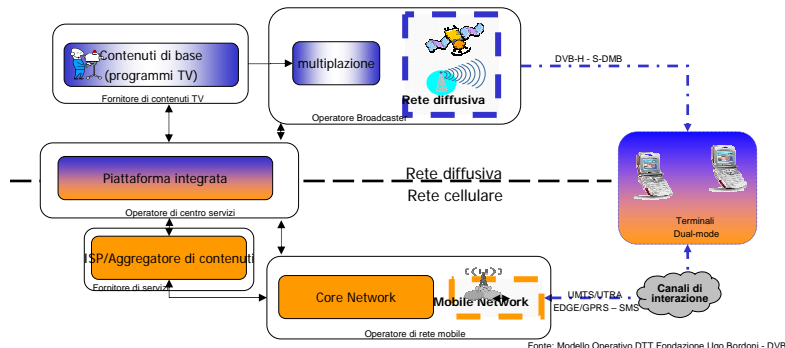 Contenuti di base
(programmi TV)
Fornitore di contenuti TV
multiplazione
Rete diffusiva
Operatore Broadcaster
DVB-H - S-DMB
Piattaforma integrata
Operatore di centro servizi
Rete diffusiva
Rete cellulare
Terminali
Dual-mode
ISP/Aggregatore di contenuti
Fornitore di servizi
Core Network
Mobile Network
Operatore di rete mobile
UMTS/UTRA
EDGE/GPRS – SMS
Canali di
interazione
Fonte: Modello Operativo DTT Fondazione Ugo Bordoni - DVB